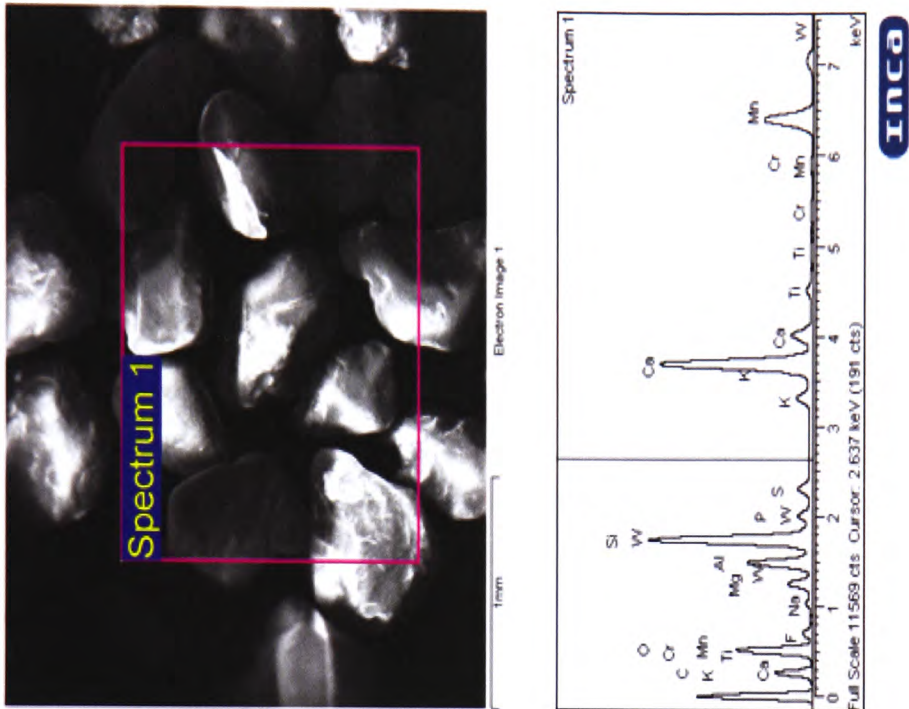 Spectrum 1
1mm
Electron Image 1
Spectrum 1
O
Si
Cr
W
C
Mn
Al
P
Ca
K
Ti
Mg
W
S
K
Ca
Mn
Ca
F
Na
W
K
Ti
Ti
Cr
Mn
Cr
W
0 1 2 3 4 5 6 7
keV
Full Scale 11569 cts Cursor: 2.637 keV (191 cts)
INCA